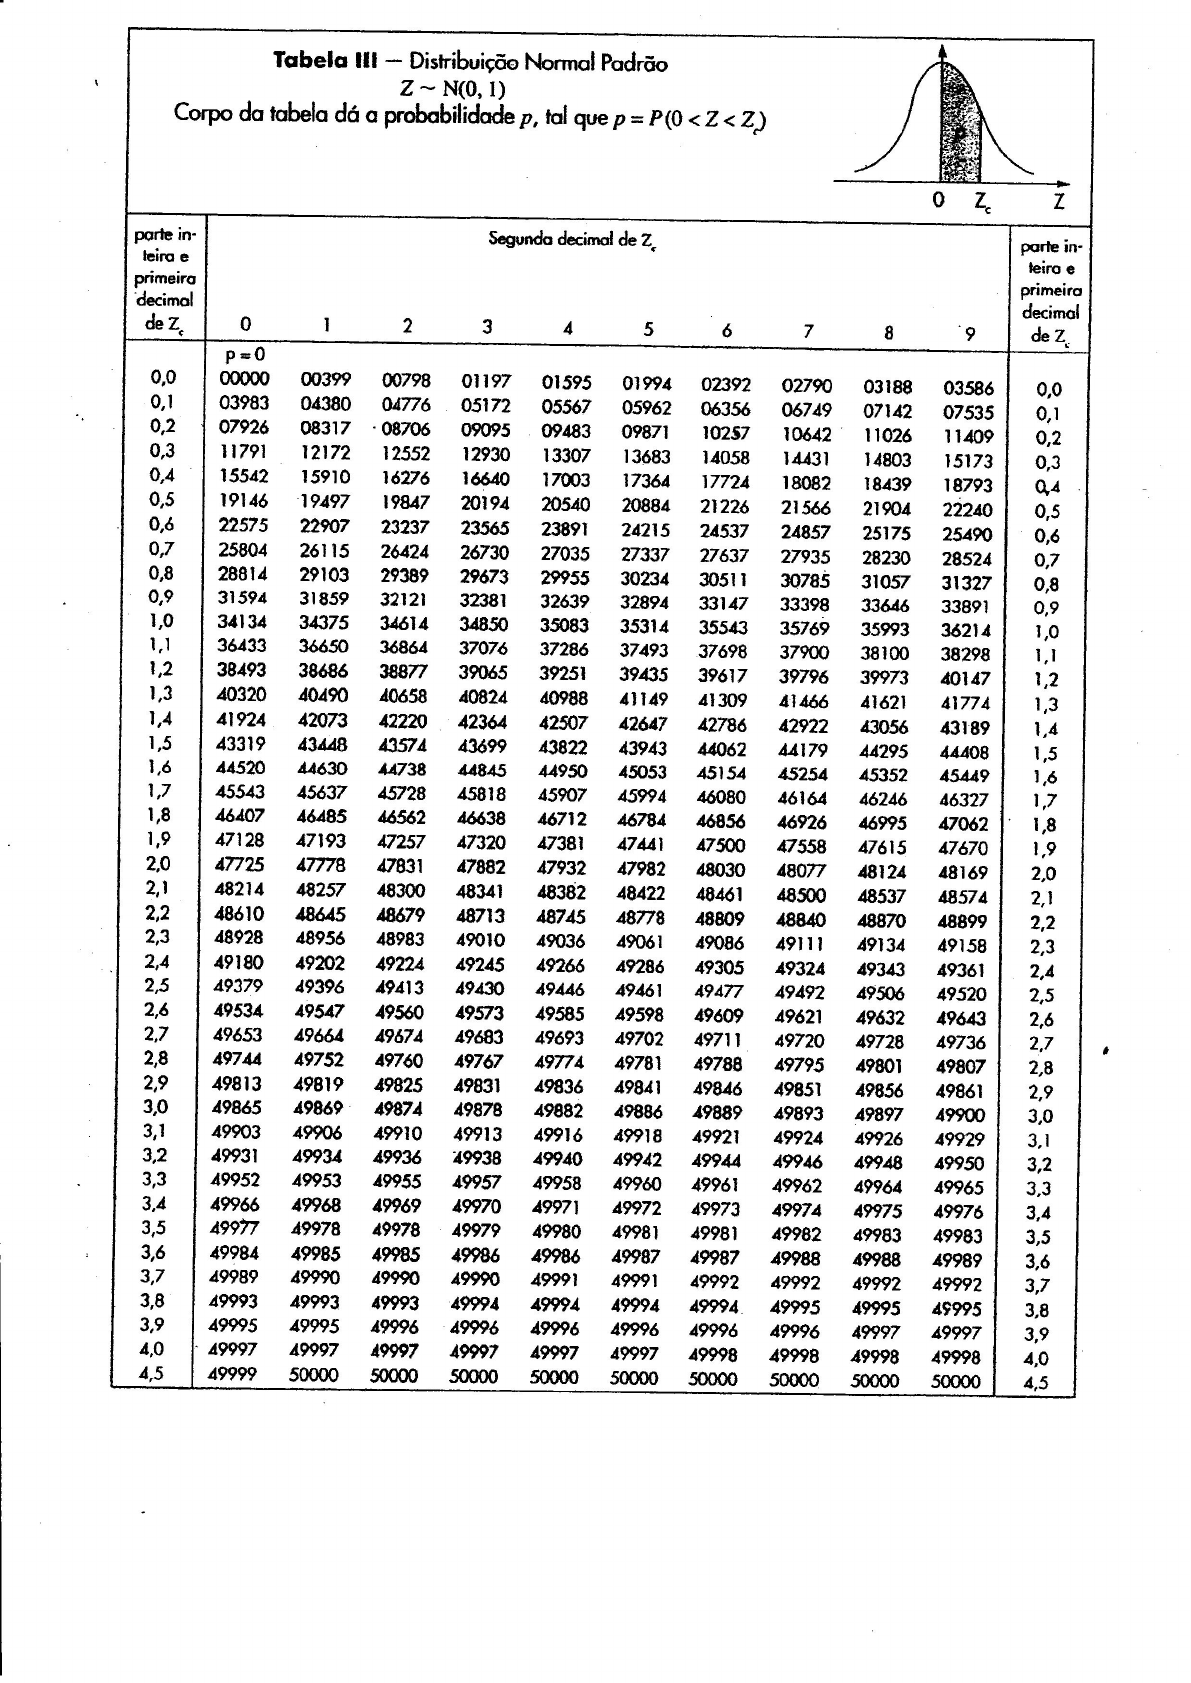 Tabela III — Distribuição Normal Padrão
Z ~ N(0, 1)
Corpo da tabela dá a probabilidade p, tal que p = P(0 < Z < Zc)
0 Zc Z
parte in-
teira e
primeira
decimal
de Zc
Segunda decimal de Zc
parte in-
teira e
primeira
decimal
de Zc
0 1 2 3 4 5 6 7 8 9
p = 0
0,0 00000 00399 00798 01197 01595 01994 02392 02790 03188 03586 0,0
0,1 03983 04380 04776 05172 05567 05962 06356 06749 07142 07535 0,1
0,2 07926 08317 08706 09095 09483 09871 10257 10642 11026 11409 0,2
0,3 11791 12172 12552 12930 13307 13683 14058 14431 14803 15173 0,3
0,4 15542 15910 16276 16640 17003 17364 17724 18082 18439 18793 0,4
0,5 19146 19497 19847 20194 20540 20884 21226 21566 21904 22240 0,5
0,6 22575 22907 23237 23565 23891 24215 24537 24857 25175 25490 0,6
0,7 25804 26115 26424 26730 27035 27337 27637 27935 28230 28524 0,7
0,8 28814 29103 29389 29673 29955 30234 30511 30785 31057 31327 0,8
0,9 31594 31859 32121 32381 32639 32894 33147 33398 33646 33891 0,9
1,0 34134 34375 34614 34850 35083 35314 35543 35769 35993 36214 1,0
1,1 36433 36650 36864 37076 37286 37493 37698 37900 38100 38298 1,1
1,2 38493 38686 38877 39065 39251 39435 39617 39796 39973 40147 1,2
1,3 40320 40490 40658 40824 40988 41149 41309 41466 41621 41774 1,3
1,4 41924 42073 42220 42364 42507 42647 42786 42922 43056 43189 1,4
1,5 43319 43448 43574 43699 43822 43943 44062 44179 44295 44408 1,5
1,6 44520 44630 44738 44845 44950 45053 45154 45254 45352 45449 1,6
1,7 45543 45637 45728 45818 45907 45994 46080 46164 46246 46327 1,7
1,8 46407 46485 46562 46638 46712 46784 46856 46926 46995 47062 1,8
1,9 47128 47193 47257 47320 47381 47441 47500 47558 47615 47670 1,9
2,0 47725 47778 47831 47882 47932 47982 48030 48077 48124 48169 2,0
2,1 48214 48257 48300 48341 48382 48422 48461 48500 48537 48574 2,1
2,2 48610 48645 48679 48713 48745 48778 48809 48840 48870 48899 2,2
2,3 48928 48956 48983 49010 49036 49061 49086 49111 49134 49158 2,3
2,4 49180 49202 49224 49245 49266 49286 49305 49324 49343 49361 2,4
2,5 49379 49396 49413 49430 49446 49461 49477 49492 49506 49520 2,5
2,6 49534 49547 49560 49573 49585 49598 49609 49621 49632 49643 2,6
2,7 49653 49664 49674 49683 49693 49702 49711 49720 49728 49736 2,7
2,8 49744 49752 49760 49767 49774 49781 49788 49795 49801 49807 2,8
2,9 49813 49819 49825 49831 49836 49841 49846 49851 49856 49861 2,9
3,0 49865 49869 49874 49878 49882 49886 49889 49893 49897 49900 3,0
3,1 49903 49906 49910 49913 49916 49918 49921 49924 49926 49929 3,1
3,2 49931 49934 49936 49938 49940 49942 49944 49946 49948 49950 3,2
3,3 49952 49953 49955 49957 49958 49960 49961 49962 49964 49965 3,3
3,4 49966 49968 49969 49970 49971 49972 49973 49974 49975 49976 3,4
3,5 49977 49978 49978 49979 49980 49981 49981 49982 49983 49983 3,5
3,6 49984 49985 49985 49986 49986 49987 49987 49988 49988 49989 3,6
3,7 49989 49990 49990 49990 49991 49991 49992 49992 49992 49992 3,7
3,8 49993 49993 49993 49994 49994 49994 49994 49995 49995 49995 3,8
3,9 49995 49995 49996 49996 49996 49996 49996 49996 49997 49997 3,9
4,0 49997 49997 49997 49997 49997 49997 49998 49998 49998 49998 4,0
4,5 49999 50000 50000 50000 50000 50000 50000 50000 50000 50000 4,5